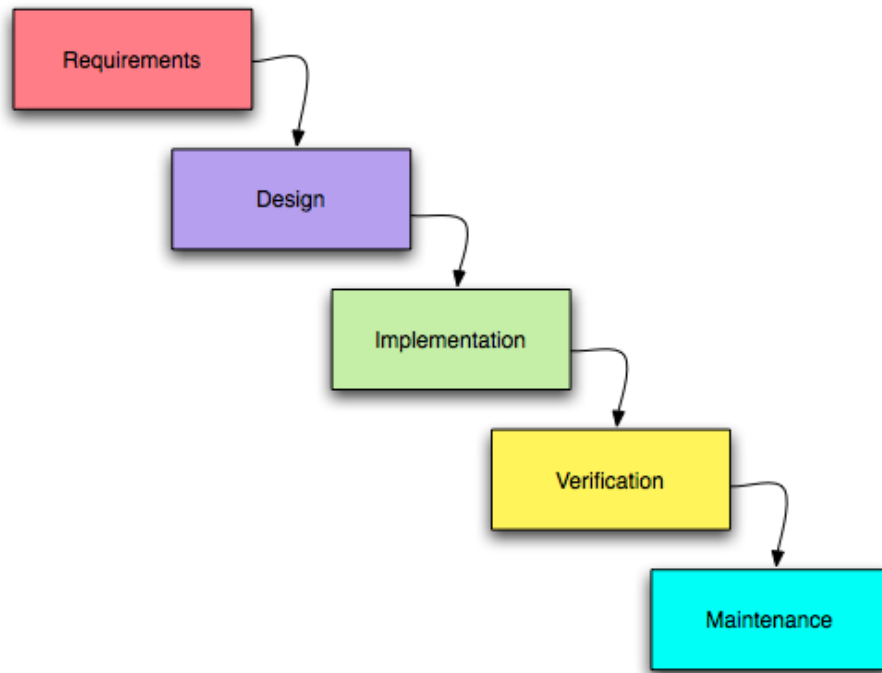 Requirements
Design
Implementation
Verification
Maintenance